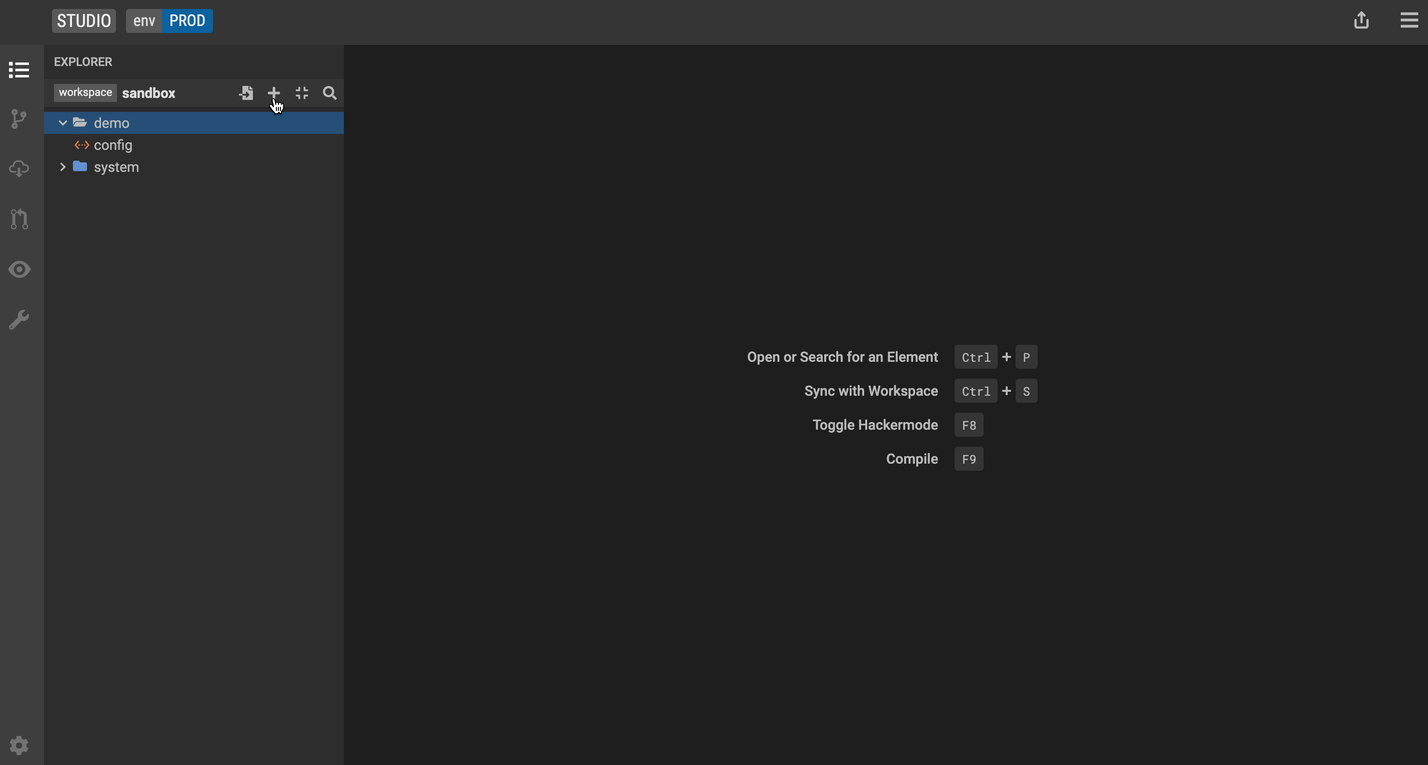 STUDIO env PROD
EXPLORER
workspace sandbox
demo
config
system
Open or Search for an Element Ctrl + P
Sync with Workspace Ctrl + S
Toggle Hackermode F8
Compile F9